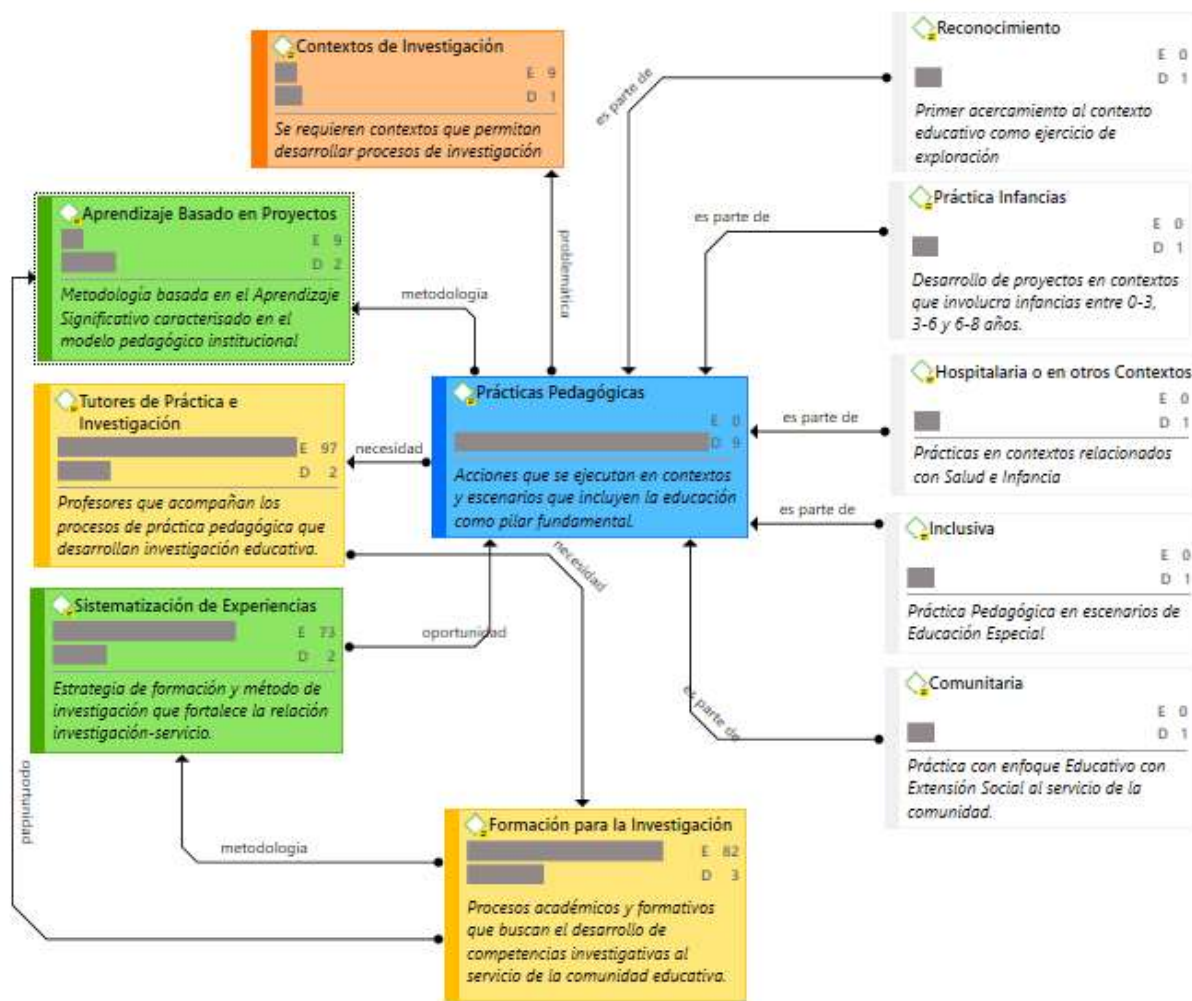 Contextos de Investigación
E 9
D 1
Se requieren contextos que permitan
desarrollar procesos de investigación
Reconocimiento
E 0
D 1
Primer acercamiento al contexto
educativo como ejercicio de
exploración
es parte de
Aprendizaje Basado en Proyectos
E 9
D 2
Metodología basada en el Aprendizaje
Significativo caracterisado en el
modelo pedagógico institucional
metodología
problemática
es parte de
Práctica Infancias
E 0
D 1
Desarrollo de proyectos en contextos
que involucra infancias entre 0-3,
3-6 y 6-8 años.
Tutores de Práctica e
Investigación
E 97
D 2
Profesores que acompañan los
procesos de práctica pedagógica que
desarrollan investigación educativa.
necesidad
Prácticas Pedagógicas
E 0
D 9
Acciones que se ejecutan en contextos
y escenarios que incluyen la educación
como pilar fundamental.
es parte de
Hospitalaria o en otros Contextos
E 0
D 1
Prácticas en contextos relacionados
con Salud e Infancia
es parte de
Inclusiva
E 0
D 1
Práctica Pedagógica en escenarios de
Educación Especial
necesidad
Sistematización de Experiencias
E 73
D 2
Estrategia de formación y método de
investigación que fortalece la relación
investigación-servicio.
oportunidad
es parte de
Comunitaria
E 0
D 1
Práctica con enfoque Educativo con
Extensión Social al servicio de la
comunidad.
oportunidad
metodología
Formación para la Investigación
E 82
D 3
Procesos académicos y formativos
que buscan el desarrollo de
competencias investigativas al
servicio de la comunidad educativa.